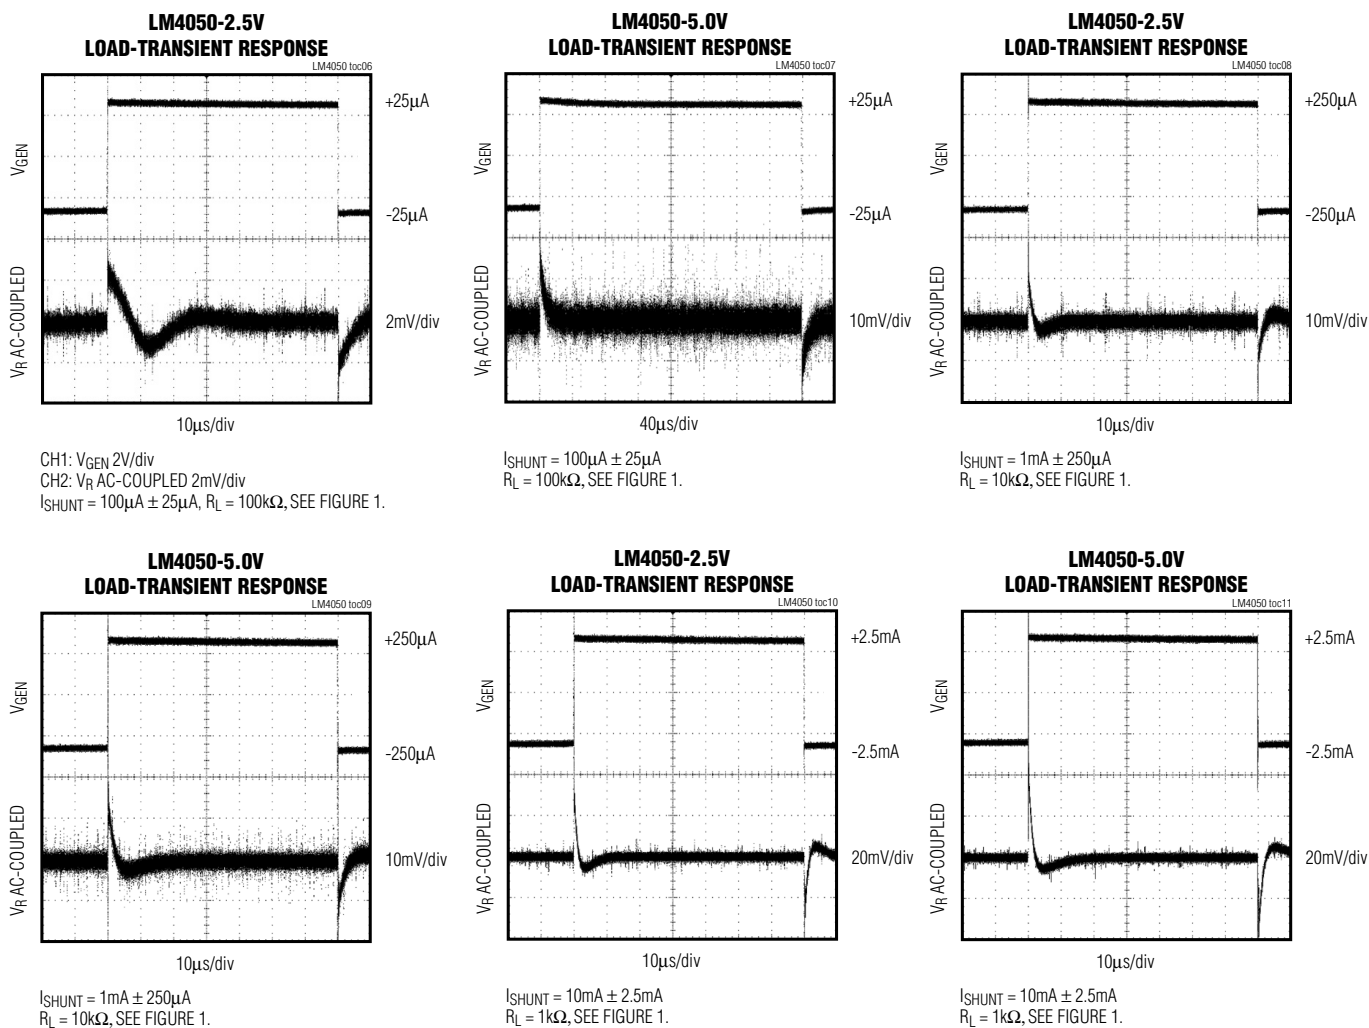 LM4050-2.5V
LOAD-TRANSIENT RESPONSE
LM4050 toc06
+25µA
VGEN
-25µA
VR AC-COUPLED
2mV/div
10µs/div
CH1: VGEN 2V/div
CH2: VR AC-COUPLED 2mV/div
ISHUNT = 100µA ± 25µA, RL = 100kΩ, SEE FIGURE 1.
LM4050-5.0V
LOAD-TRANSIENT RESPONSE
LM4050 toc07
+25µA
VGEN
-25µA
VR AC-COUPLED
10mV/div
40µs/div
ISHUNT = 100µA ± 25µA
RL = 100kΩ, SEE FIGURE 1.
LM4050-2.5V
LOAD-TRANSIENT RESPONSE
LM4050 toc08
+250µA
VGEN
-250µA
VR AC-COUPLED
10mV/div
10µs/div
ISHUNT = 1mA ± 250µA
RL = 10kΩ, SEE FIGURE 1.
LM4050-5.0V
LOAD-TRANSIENT RESPONSE
LM4050 toc09
+250µA
VGEN
-250µA
VR AC-COUPLED
10mV/div
10µs/div
ISHUNT = 1mA ± 250µA
RL = 10kΩ, SEE FIGURE 1.
LM4050-2.5V
LOAD-TRANSIENT RESPONSE
LM4050 toc10
+2.5mA
VGEN
-2.5mA
VR AC-COUPLED
20mV/div
10µs/div
ISHUNT = 10mA ± 2.5mA
RL = 1kΩ, SEE FIGURE 1.
LM4050-5.0V
LOAD-TRANSIENT RESPONSE
LM4050 toc11
+2.5mA
VGEN
-2.5mA
VR AC-COUPLED
20mV/div
10µs/div
ISHUNT = 10mA ± 2.5mA
RL = 1kΩ, SEE FIGURE 1.